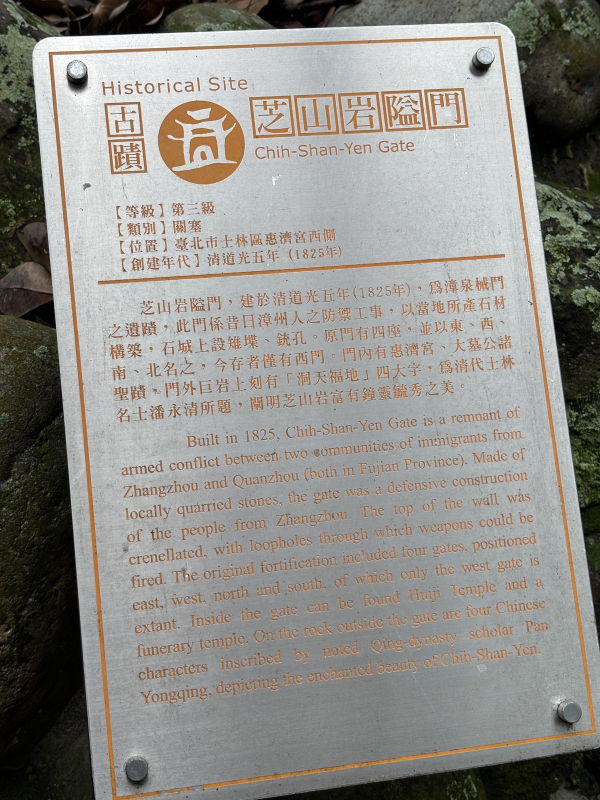 Historical Site
古蹟
芝山岩隘門
Chih-Shan-Yen Gate
【等級】第三級
【類別】關塞
【位置】臺北市士林區惠濟宮西側
【創建年代】清道光五年 (1825年)
芝山岩隘門，建於清道光五年(1825年)，為漳泉械鬥
之遺蹟，此門係昔日漳州人之防禦工事，以當地所產石材
構築，石城上設雉堞、銃孔。原門有四座，並以東、西、
南、北名之，今存者僅有西門。門內有惠濟宮、大墓公諸
聖蹟，門外巨岩上刻有「洞天福地」四大字，為清代士林
名士潘永清所題，闡明芝山岩富有鐘靈毓秀之美。
Built in 1825, Chih-Shan-Yen Gate is a remnant of
armed conflict between two communities of immigrants from
Zhangzhou and Quanzhou (both in Fujian Province). Made of
locally quarried stones, the gate was a defensive construction
of the people from Zhangzhou. The top of the wall was
crenellated, with loopholes through which weapons could be
fired. The original fortification included four gates, positioned
east, west, north and south, of which only the west gate is
extant. Inside the gate can be found Huiji Temple and a
funerary temple. On the rock outside the gate are four Chinese
characters inscribed by noted Qing-dynasty scholar Pan
Yongqing, depicting the enchanted beauty of Chih-Shan-Yen.